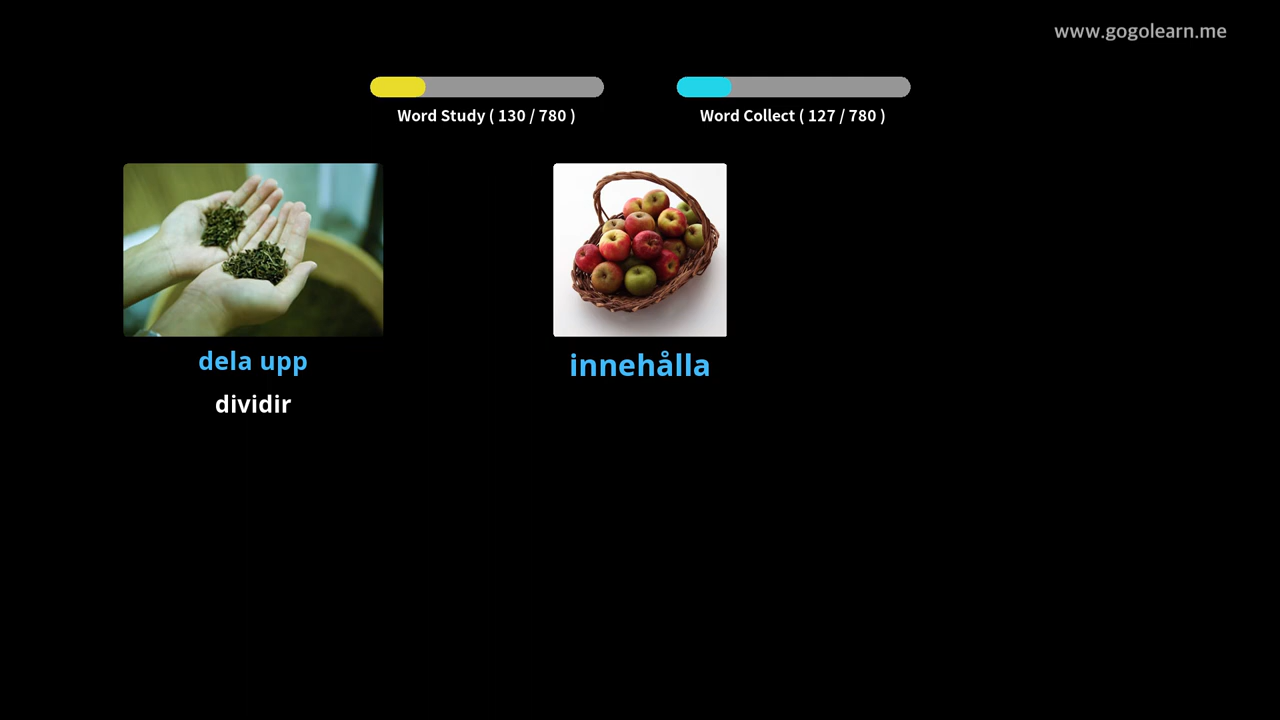 www.gogolearn.me
Word Study ( 130 / 780 )
Word Collect ( 127 / 780 )
dela upp
dividir
innehålla